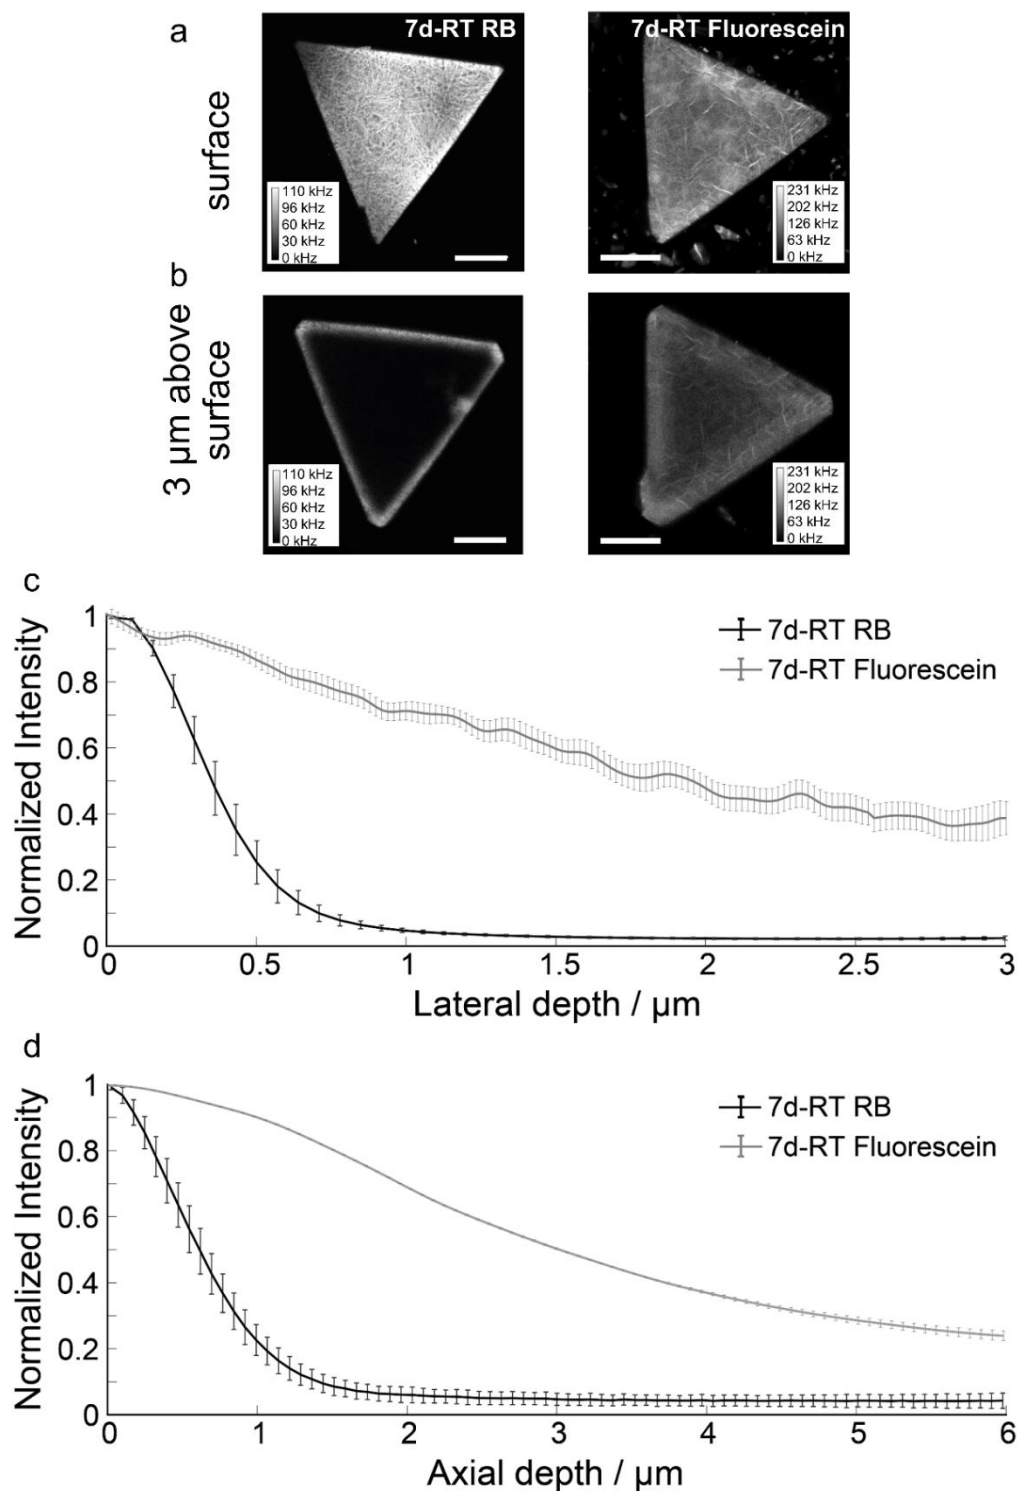 a
7d-RT RB
7d-RT Fluorescein
surface
110 kHz
96 kHz
60 kHz
30 kHz
0 kHz
231 kHz
202 kHz
126 kHz
63 kHz
0 kHz
b
3 µm above
surface
110 kHz
96 kHz
60 kHz
30 kHz
0 kHz
231 kHz
202 kHz
126 kHz
63 kHz
0 kHz
c
Normalized Intensity
1
0.8
0.6
0.4
0.2
0
7d-RT RB
7d-RT Fluorescein
0 0.5 1 1.5 2 2.5 3
Lateral depth / µm
d
Normalized Intensity
1
0.8
0.6
0.4
0.2
0
7d-RT RB
7d-RT Fluorescein
0 1 2 3 4 5 6
Axial depth / µm